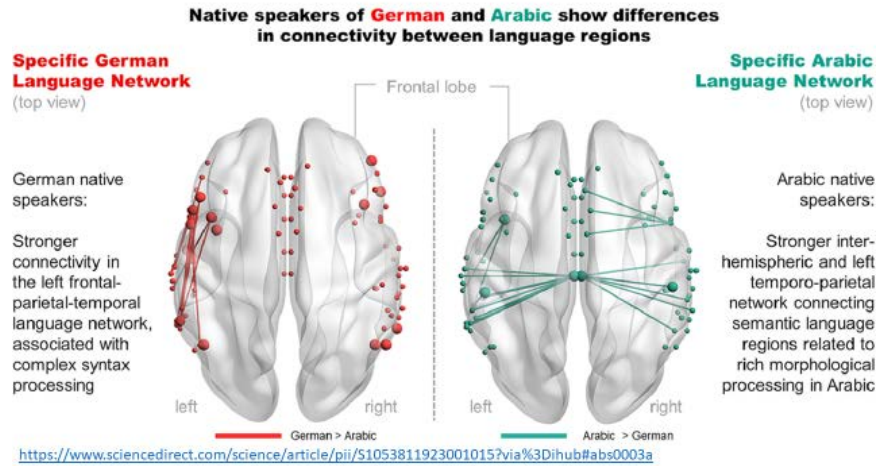 Native speakers of German and Arabic show differences
in connectivity between language regions
Specific German
Language Network
(top view)
Frontal lobe
Specific Arabic
Language Network
(top view)
German native
speakers:
Stronger
connectivity in
the left frontal-
parietal-temporal
language network,
associated with
complex syntax
processing
Arabic native
speakers:
Stronger inter-
hemispheric and left
temporo-parietal
network connecting
semantic language
regions related to
rich morphological
processing in Arabic
left
right
left
right
German > Arabic
Arabic > German
https://www.sciencedirect.com/science/article/pii/S1053811923001015?via%3Dihub#abs0003a